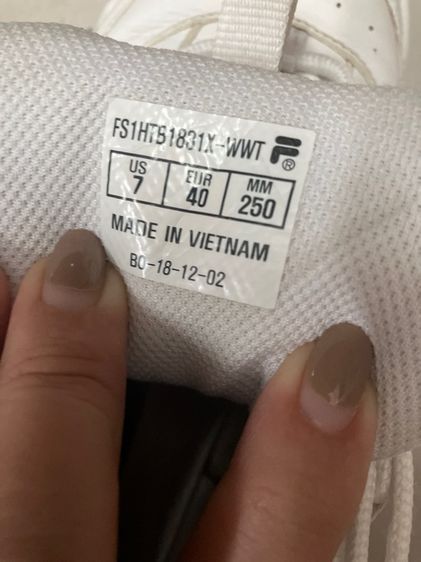 FS1HTB1831X-WWT F®
US EUR MM
7 40 250
MADE IN VIETNAM
BO-18-12-02